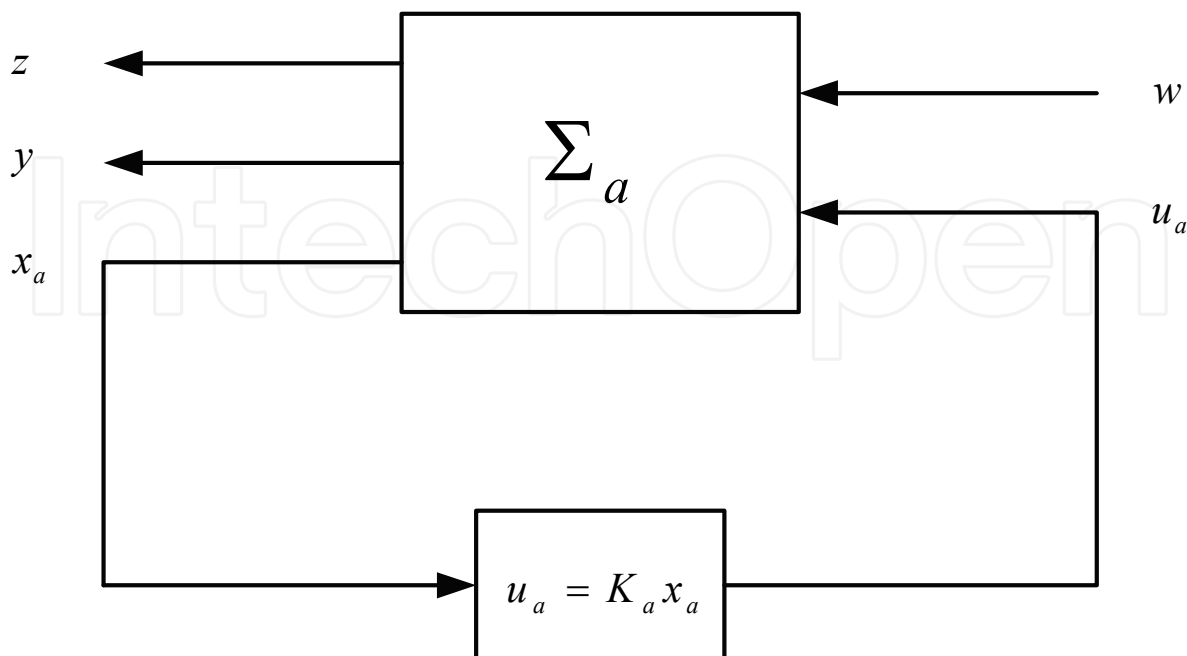 z
w
y
Σ_a
u_a
x_a
IntechOpen
u_a = K_a x_a